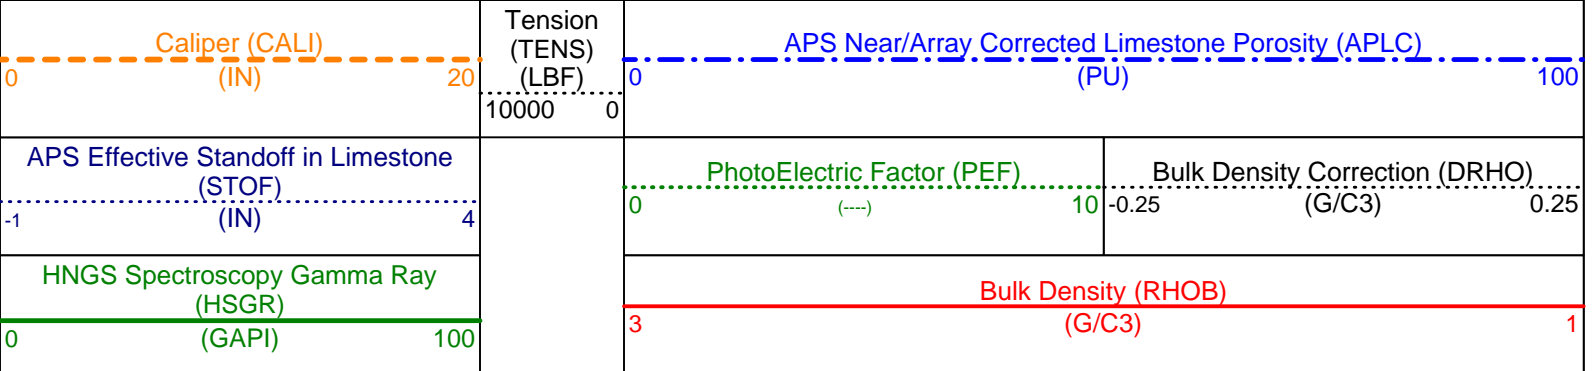 Caliper (CALI)
0 (IN) 20
Tension
(TENS)
(LBF)
10000 0
APS Near/Array Corrected Limestone Porosity (APLC)
0 (PU) 100
APS Effective Standoff in Limestone
(STOF)
-1 (IN) 4
PhotoElectric Factor (PEF)
0 (----) 10
Bulk Density Correction (DRHO)
-0.25 (G/C3) 0.25
HNGS Spectroscopy Gamma Ray
(HSGR)
0 (GAPI) 100
Bulk Density (RHOB)
3 (G/C3) 1